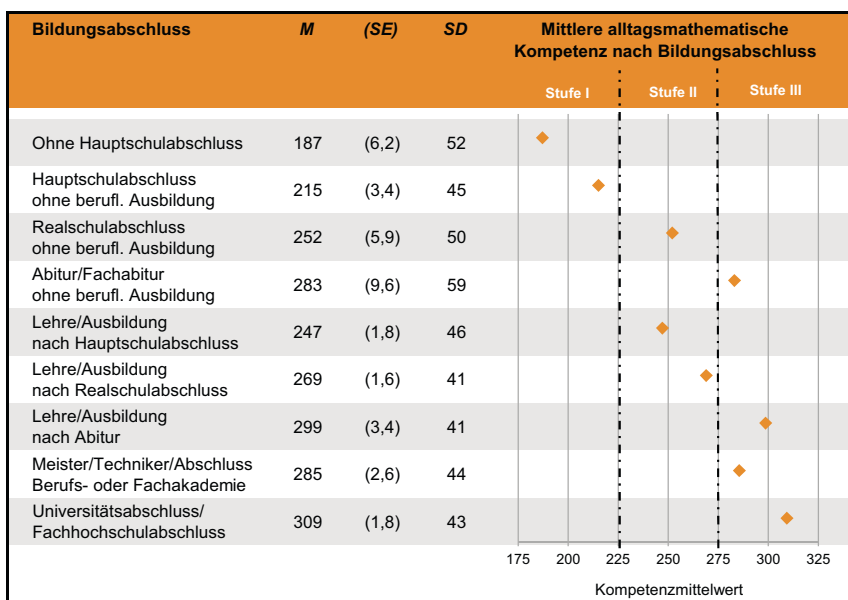 Bildungsabschluss M (SE) SD Mittlere alltagsmathematische
Kompetenz nach Bildungsabschluss
Stufe I Stufe II Stufe III
Ohne Hauptschulabschluss 187 (6,2) 52
Hauptschulabschluss
ohne berufl. Ausbildung 215 (3,4) 45
Realschulabschluss
ohne berufl. Ausbildung 252 (5,9) 50
Abitur/Fachabitur
ohne berufl. Ausbildung 283 (9,6) 59
Lehre/Ausbildung
nach Hauptschulabschluss 247 (1,8) 46
Lehre/Ausbildung
nach Realschulabschluss 269 (1,6) 41
Lehre/Ausbildung
nach Abitur 299 (3,4) 41
Meister/Techniker/Abschluss
Berufs- oder Fachakademie 285 (2,6) 44
Universitätsabschluss/
Fachhochschulabschluss 309 (1,8) 43
175 200 225 250 275 300 325
Kompetenzmittelwert